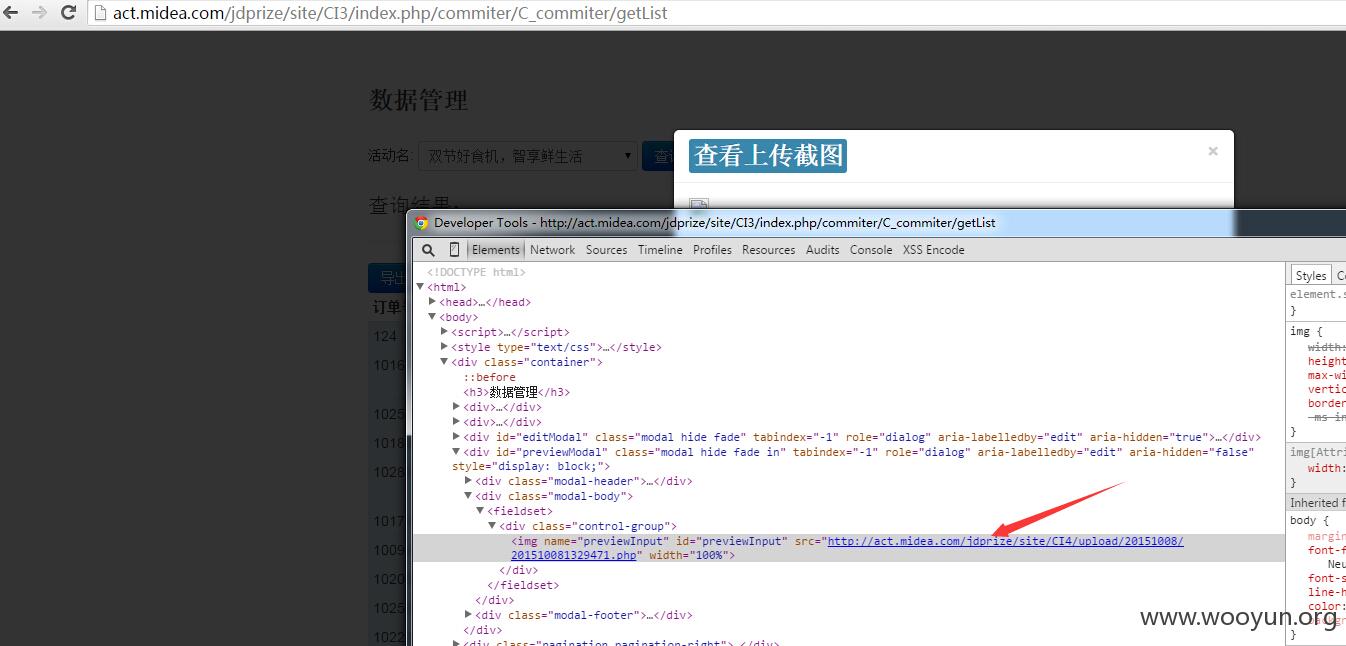 act.midea.com/jdprize/site/CI3/index.php/commiter/C_commiter/getList
数据管理
活动名: 双节好食机，智享鲜生活
查看上传截图
×
查询结果:
Developer Tools - http://act.midea.com/jdprize/site/CI3/index.php/commiter/C_commiter/getList
Elements Network Sources Timeline Profiles Resources Audits Console XSS Encode
导出
订单
124
1016
1025
1018
1028
1017
1009
1020
1025
1022
<!DOCTYPE html>
<html>
<head>…</head>
<body>
<script>…</script>
<style type="text/css">…</style>
<div class="container">
::before
<h3>数据管理</h3>
<div>…</div>
<div>…</div>
<div id="editModal" class="modal hide fade" tabindex="-1" role="dialog" aria-labelledby="edit" aria-hidden="true">…</div>
<div id="previewModal" class="modal hide fade in" tabindex="-1" role="dialog" aria-labelledby="edit" aria-hidden="false"
style="display: block;">
<div class="modal-header">…</div>
<div class="modal-body">
<fieldset>
<div class="control-group">
<img name="previewInput" id="previewInput" src="http://act.midea.com/jdprize/site/CI4/upload/20151008/
201510081329471.php" width="100%">
</div>
</fieldset>
</div>
<div class="modal-footer">…</div>
</div>
<div class="pagination pagination-right">…</div>
Styles
element.s
}
img {
width:
height
max-wi
vertic
border
-ms-in
}
img[Attri
width:
}
Inherited f
body {
margin
font-f
Neu
font-s
line-h
color:
}
www.wooyun.org